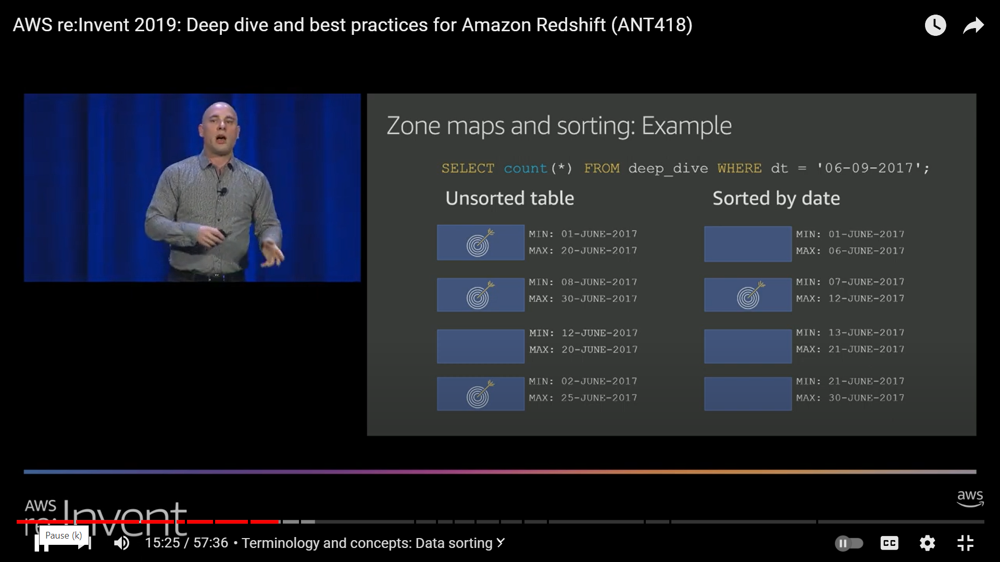 AWS re:Invent 2019: Deep dive and best practices for Amazon Redshift (ANT418)
Zone maps and sorting: Example
SELECT count(*) FROM deep_dive WHERE dt = '06-09-2017';
Unsorted table
MIN: 01-JUNE-2017
MAX: 20-JUNE-2017
MIN: 08-JUNE-2017
MAX: 30-JUNE-2017
MIN: 12-JUNE-2017
MAX: 20-JUNE-2017
MIN: 02-JUNE-2017
MAX: 25-JUNE-2017
Sorted by date
MIN: 01-JUNE-2017
MAX: 06-JUNE-2017
MIN: 07-JUNE-2017
MAX: 12-JUNE-2017
MIN: 13-JUNE-2017
MAX: 21-JUNE-2017
MIN: 21-JUNE-2017
MAX: 30-JUNE-2017
aws
AWS
re:Invent
Pause (k)
15:25 / 57:36 • Terminology and concepts: Data sorting
CC